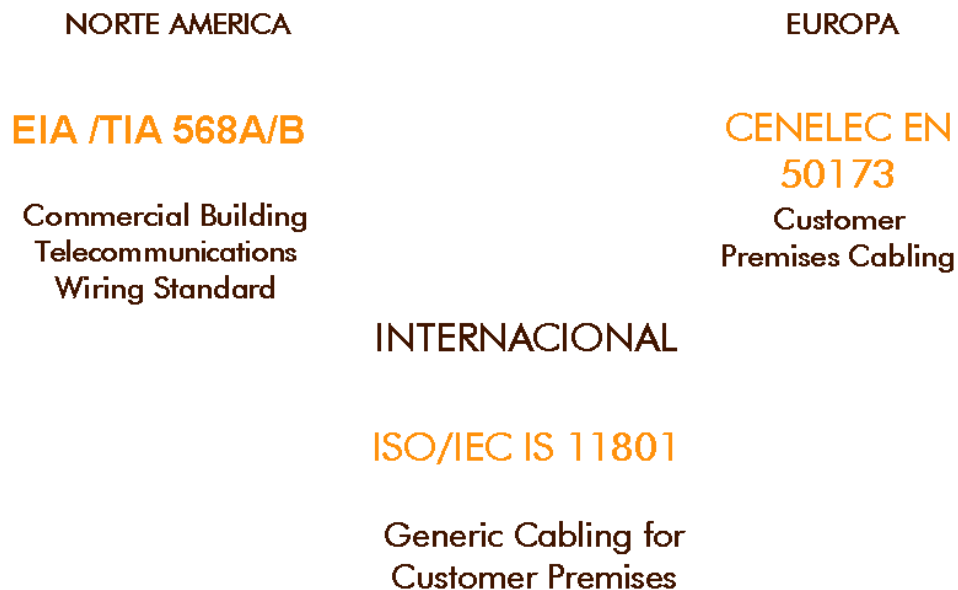 NORTE AMERICA
EIA /TIA 568A/B
Commercial Building
Telecommunications
Wiring Standard
EUROPA
CENELEC EN
50173
Customer
Premises Cabling
INTERNACIONAL
ISO/IEC IS 11801
Generic Cabling for
Customer Premises